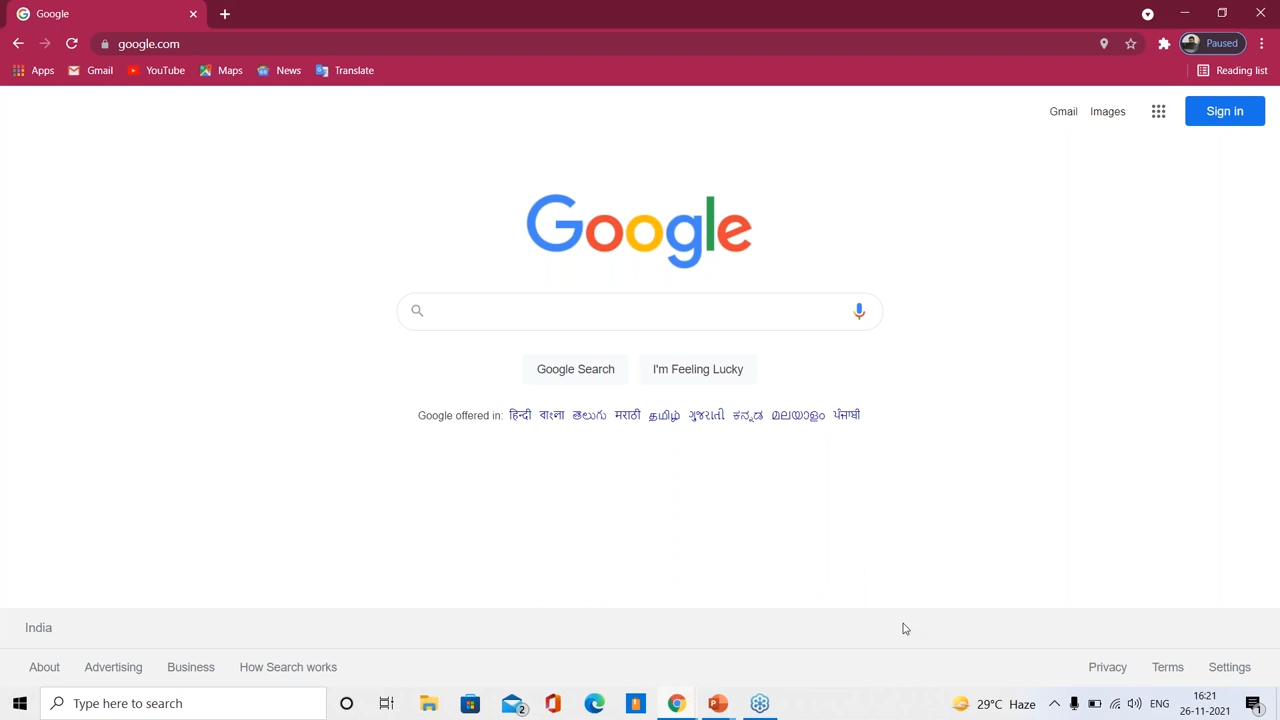 Google
google.com
Paused
Apps Gmail YouTube Maps News Translate
Reading list
Gmail Images Sign in
Google
Google Search I'm Feeling Lucky
Google offered in: हिन्दी বাংলা తెలుగు मराठी தமிழ் ગુજરાતી ಕನ್ನಡ മലയാളം ਪੰਜਾਬੀ
India
About Advertising Business How Search works
Privacy Terms Settings
Type here to search
2
29°C Haze
ENG
16:21
26-11-2021
1